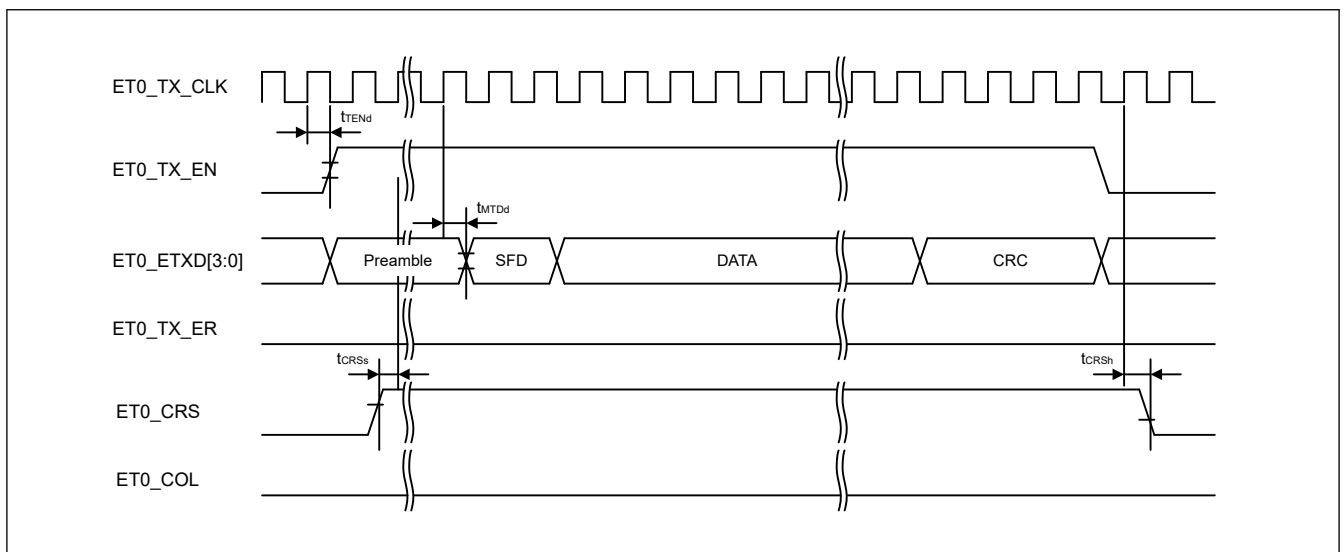 ET0_TX_CLK
tTENd
ET0_TX_EN
tMTDd
ET0_ETXD[3:0]
Preamble
SFD
DATA
CRC
ET0_TX_ER
tCRSs
tCRSh
ET0_CRS
ET0_COL